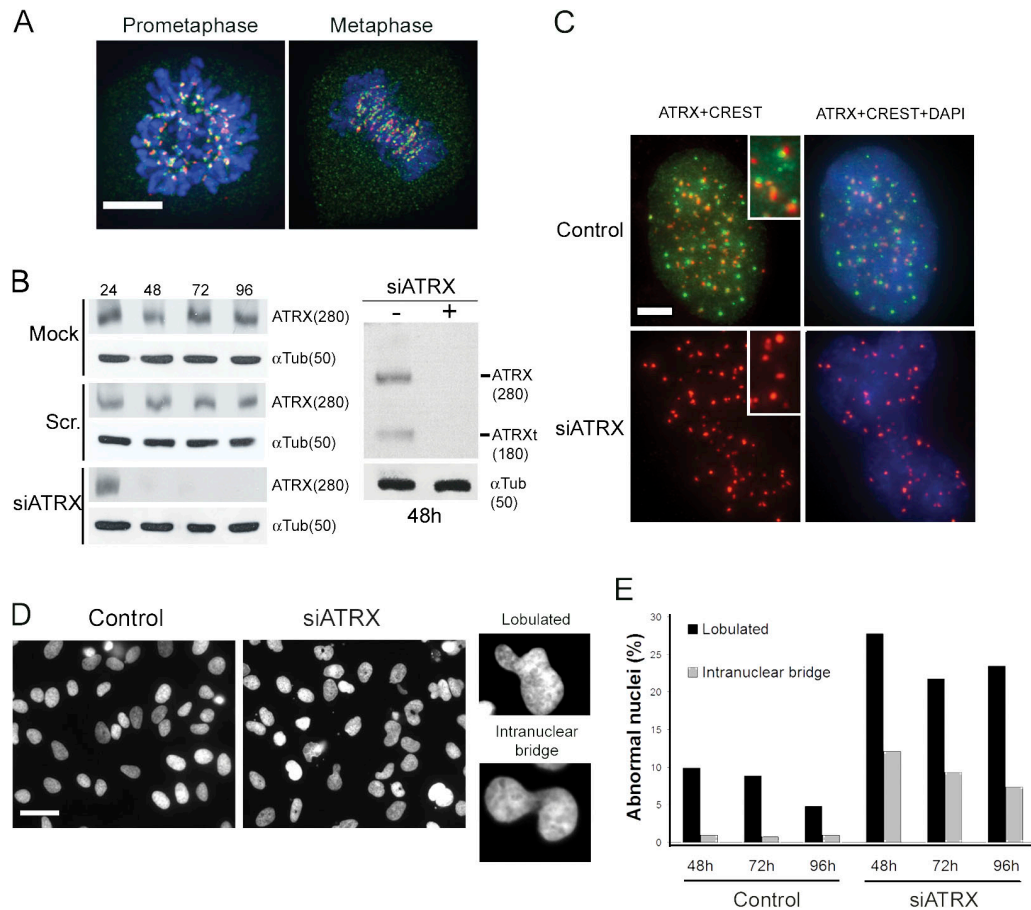 A
Prometaphase
Metaphase
B
24 48 72 96
Mock
ATRX(280)
αTub(50)
Scr.
ATRX(280)
αTub(50)
siATRX
ATRX(280)
αTub(50)
siATRX
- +
ATRX
(280)
ATRXt
(180)
αTub
(50)
48h
C
ATRX+CREST
ATRX+CREST+DAPI
Control
siATRX
D
Control
siATRX
Lobulated
Intranuclear
bridge
E
Abnormal nuclei (%)
30
25
20
15
10
5
0
Lobulated
Intranuclear bridge
48h 72h 96h 48h 72h 96h
Control siATRX